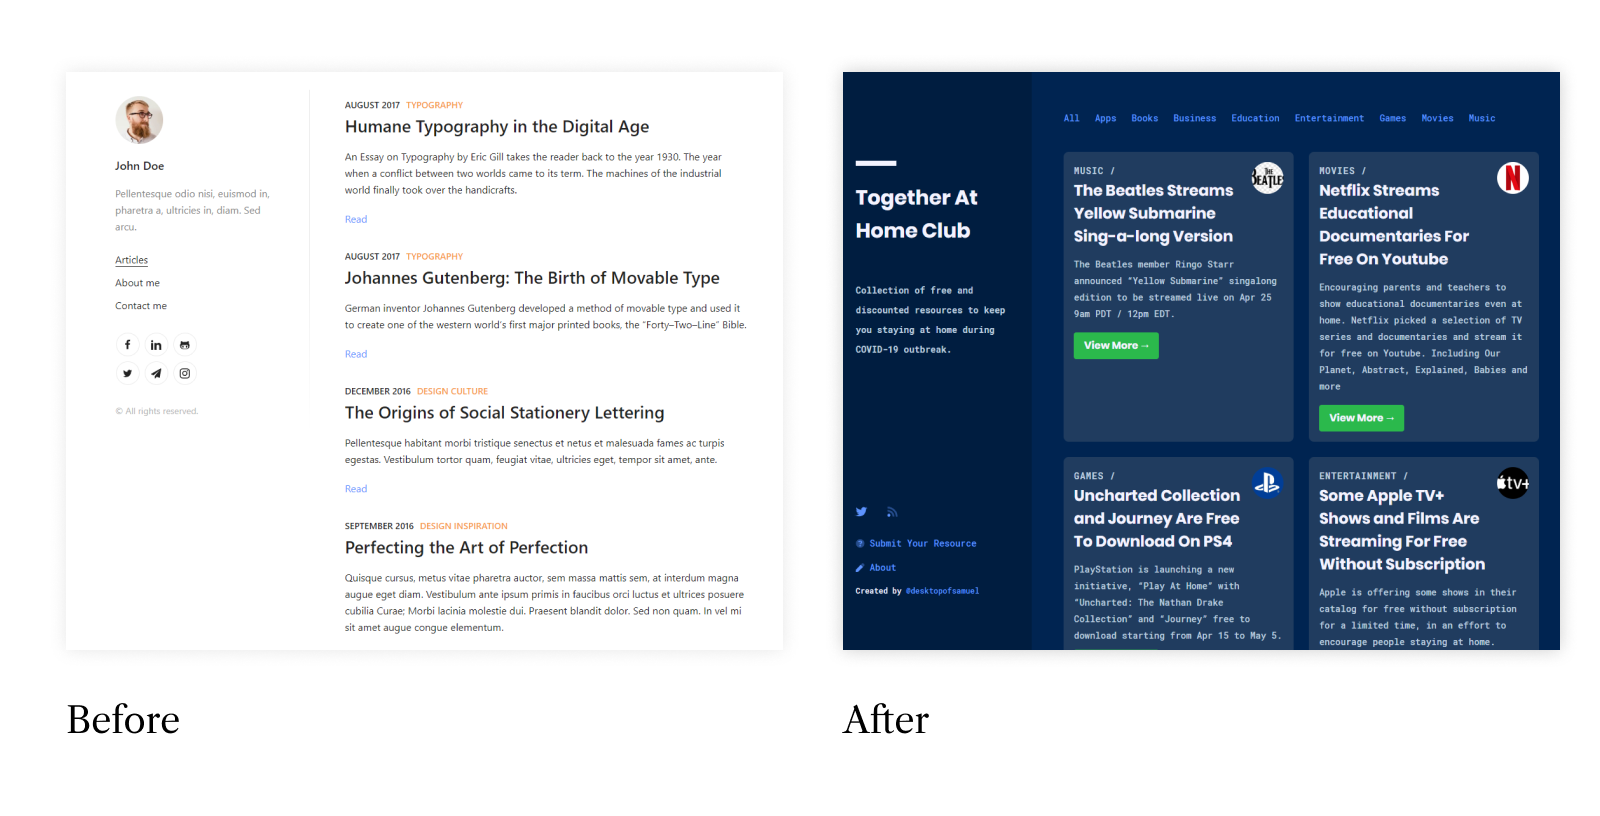 John Doe
Pellentesque odio nisi, euismod in,
pharetra a, ultricies in, diam. Sed
arcu.
Articles
About me
Contact me
© All rights reserved.
AUGUST 2017 TYPOGRAPHY
Humane Typography in the Digital Age
An Essay on Typography by Eric Gill takes the reader back to the year 1930. The year
when a conflict between two worlds came to its term. The machines of the industrial
world finally took over the handicrafts.
Read
AUGUST 2017 TYPOGRAPHY
Johannes Gutenberg: The Birth of Movable Type
German inventor Johannes Gutenberg developed a method of movable type and used it
to create one of the western world's first major printed books, the "Forty–Two–Line" Bible.
Read
DECEMBER 2016 DESIGN CULTURE
The Origins of Social Stationery Lettering
Pellentesque habitant morbi tristique senectus et netus et malesuada fames ac turpis
egestas. Vestibulum tortor quam, feugiat vitae, ultricies eget, tempor sit amet, ante.
Read
SEPTEMBER 2016 DESIGN INSPIRATION
Perfecting the Art of Perfection
Quisque cursus, metus vitae pharetra auctor, sem massa mattis sem, at interdum magna
augue eget diam. Vestibulum ante ipsum primis in faucibus orci luctus et ultrices posuere
cubilia Curae; Morbi lacinia molestie dui. Praesent blandit dolor. Sed non quam. In vel mi
sit amet augue congue elementum.
Before
Together At
Home Club
Collection of free and
discounted resources to keep
you staying at home during
COVID-19 outbreak.
Submit Your Resource
About
Created by @desktopofsamuel
All Apps Books Business Education Entertainment Games Movies Music
MUSIC /
THE
BEATLES
The Beatles Streams
Yellow Submarine
Sing-a-long Version
The Beatles member Ringo Starr
announced "Yellow Submarine" singalong
edition to be streamed live on Apr 25
9am PDT / 12pm EDT.
View More →
MOVIES /
N
Netflix Streams
Educational
Documentaries For
Free On Youtube
Encouraging parents and teachers to
show educational documentaries even at
home. Netflix picked a selection of TV
series and documentaries and stream it
for free on Youtube. Including Our
Planet, Abstract, Explained, Babies and
more
View More →
GAMES /
Uncharted Collection
and Journey Are Free
To Download On PS4
PlayStation is launching a new
initiative, "Play At Home" with
"Uncharted: The Nathan Drake
Collection" and "Journey" free to
download starting from Apr 15 to May 5.
ENTERTAINMENT /
tv+
Some Apple TV+
Shows and Films Are
Streaming For Free
Without Subscription
Apple is offering some shows in their
catalog for free without subscription
for a limited time, in an effort to
encourage people staying at home.
After